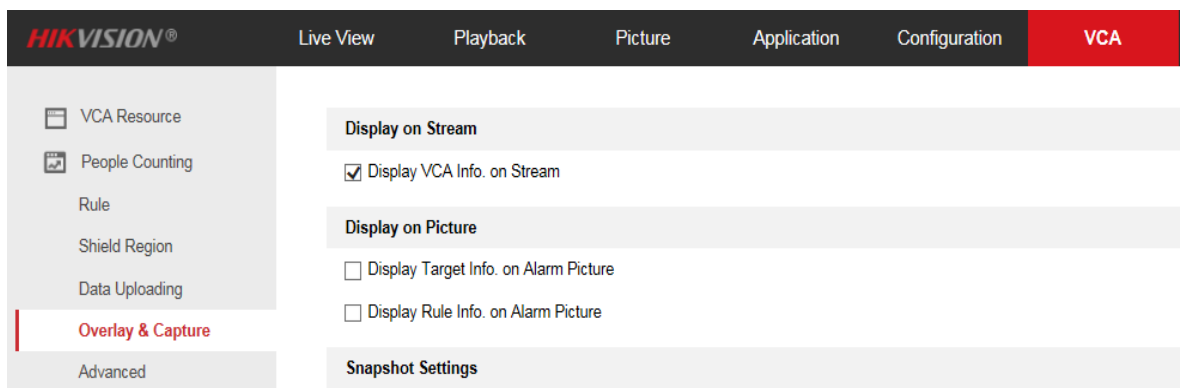 HIKVISION® Live View Playback Picture Application Configuration VCA
VCA Resource
People Counting
Rule
Shield Region
Data Uploading
Overlay & Capture
Advanced
Display on Stream
Display VCA Info. on Stream
Display on Picture
Display Target Info. on Alarm Picture
Display Rule Info. on Alarm Picture
Snapshot Settings